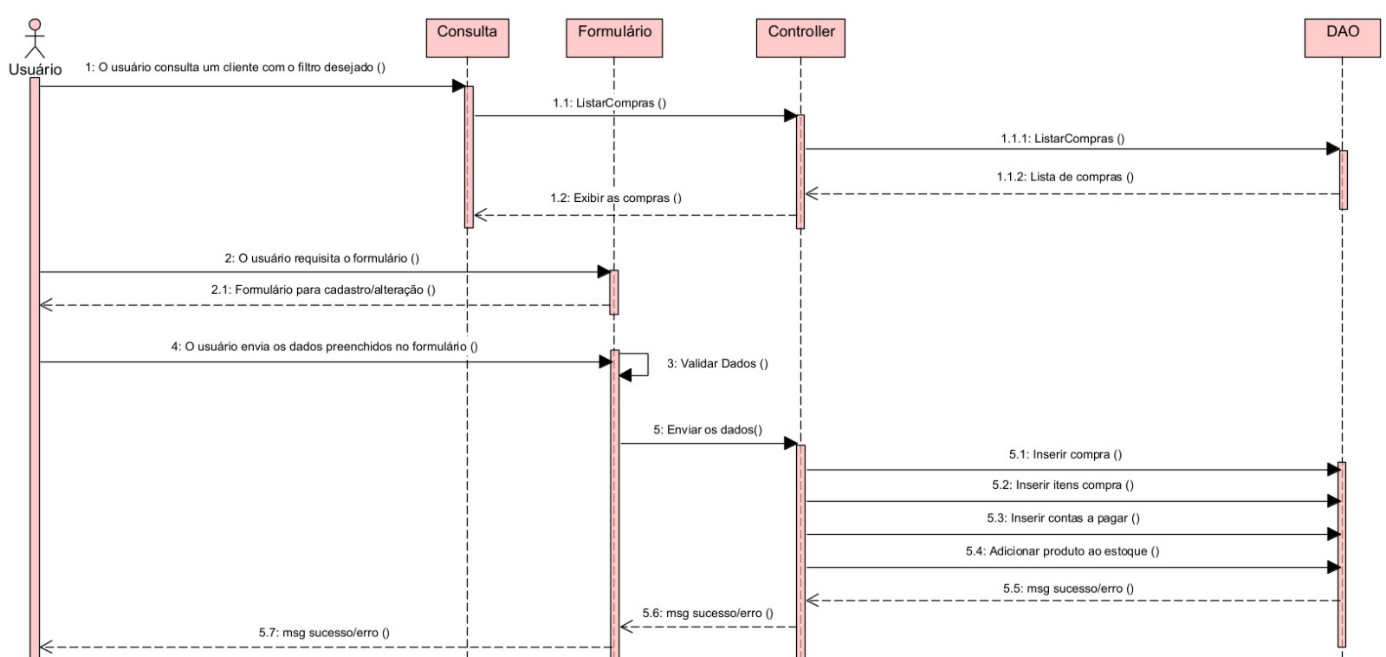 Usuário
Consulta
Formulário
Controller
DAO
1: O usuário consulta um cliente com o filtro desejado ()
1.1: ListarCompras ()
1.1.1: ListarCompras ()
1.1.2: Lista de compras ()
1.2: Exibir as compras ()
2: O usuário requisita o formulário ()
2.1: Formulário para cadastro/alteração ()
4: O usuário envia os dados preenchidos no formulário ()
3: Validar Dados ()
5: Enviar os dados()
5.1: Inserir compra ()
5.2: Inserir itens compra ()
5.3: Inserir contas a pagar ()
5.4: Adicionar produto ao estoque ()
5.5: msg sucesso/erro ()
5.6: msg sucesso/erro ()
5.7: msg sucesso/erro ()